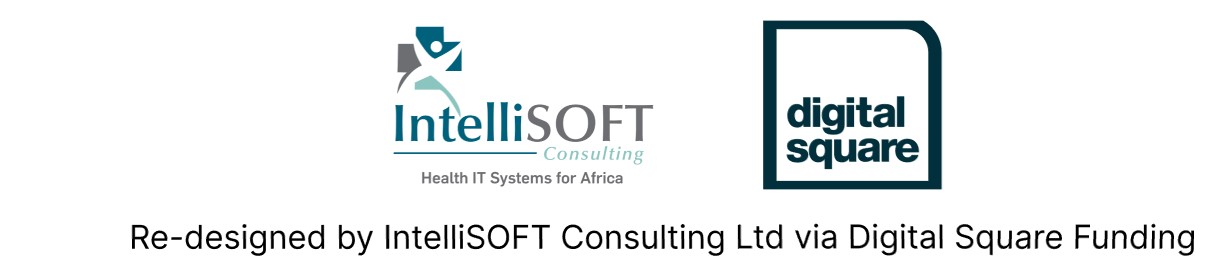 IntelliSOFT
Consulting
Health IT Systems for Africa
digital
square
Re-designed by IntelliSOFT Consulting Ltd via Digital Square Funding